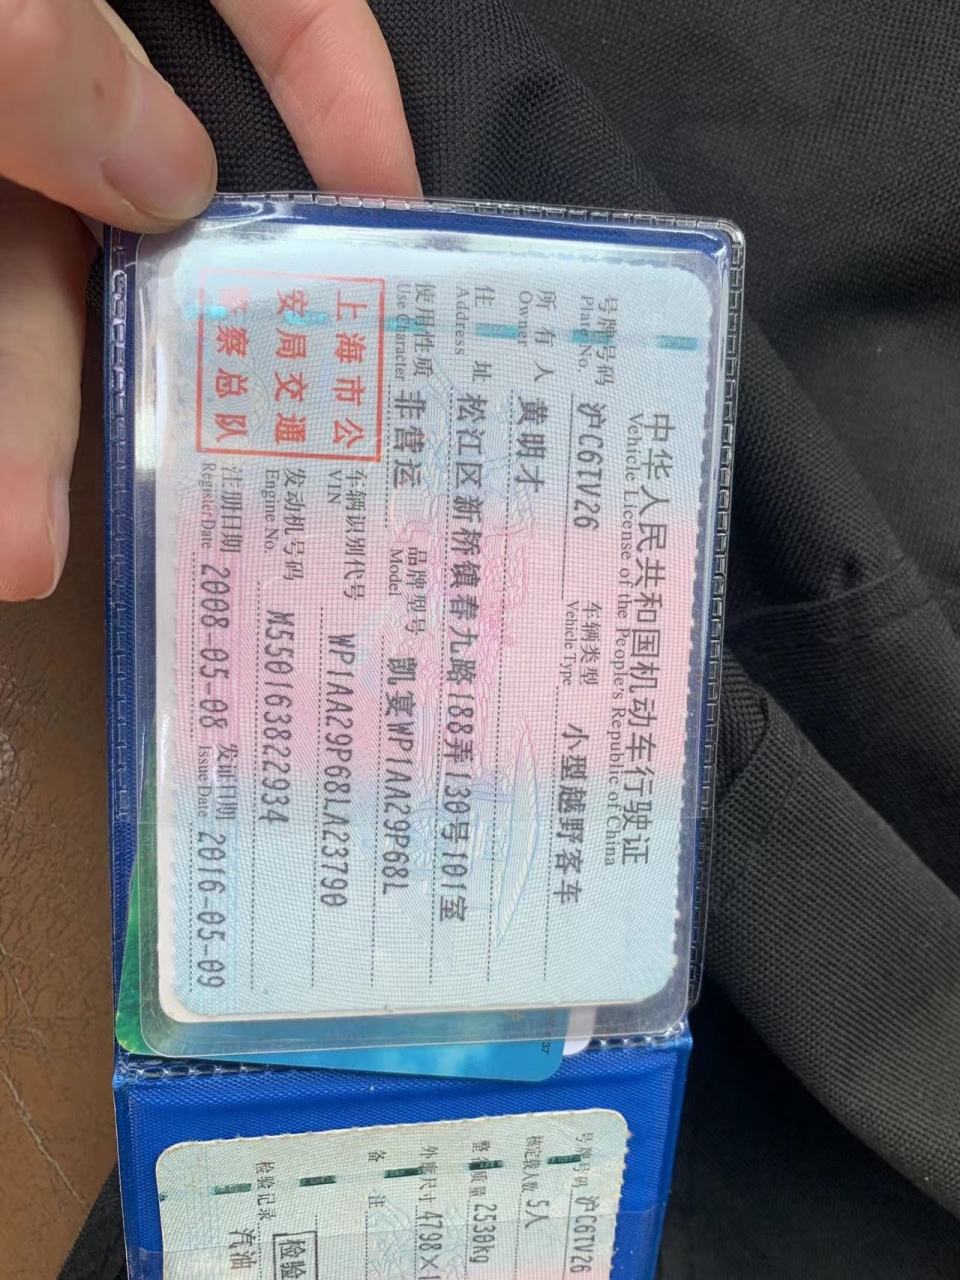 中华人民共和国机动车行驶证
Vehicle License of the People's Republic of China
号牌号码 沪C6TV26 车辆类型 小型越野客车
Plate No. Vehicle Type
所有人 黄明才
Owner
住址 松江区新桥镇春九路188弄130号101室
Address
使用性质 非营运 品牌型号 凯宴WP1AA29P68L
Use Character Model
上海市公
安局交通
警察总队
车辆识别代号 WP1AA29P68LA23790
VIN
发动机号码 M5501638222934
Engine No.
注册日期 2008-05-08 发证日期 2016-05-09
Register Date Issue Date
37
号牌号码 沪C6TV26
核定载人数 5人
整备质量 2530kg
外廓尺寸 4798×1
备注
检验记录 检验
汽油